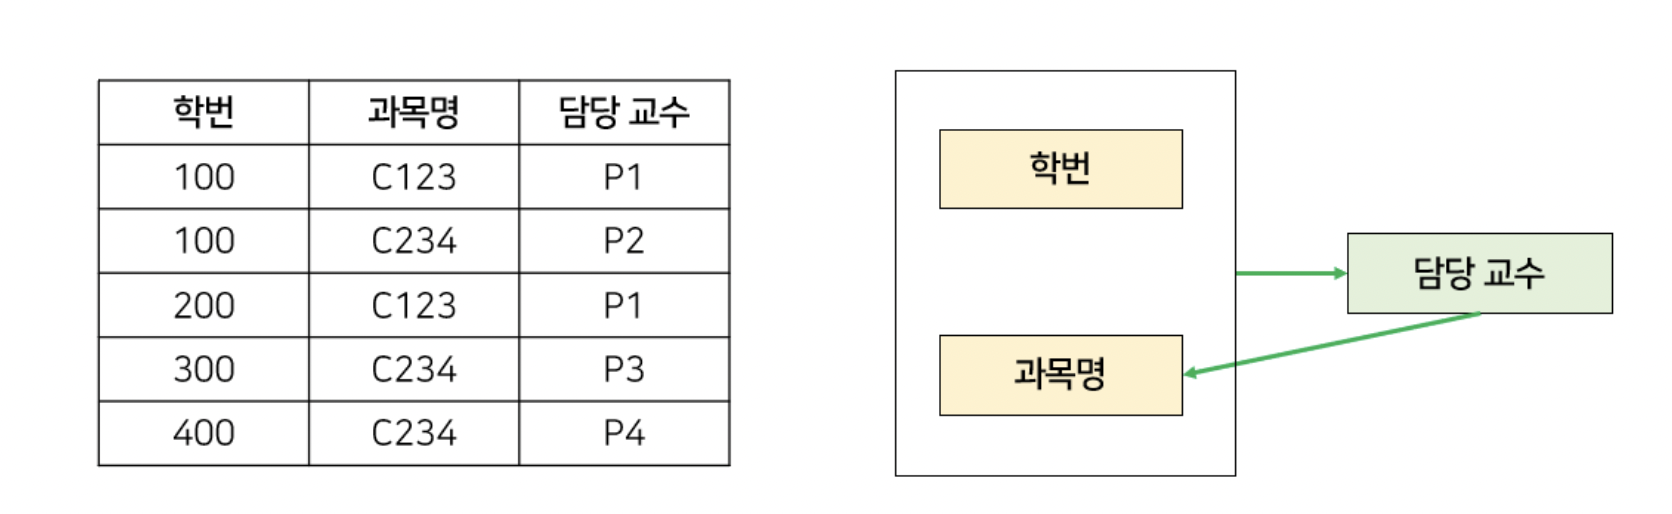 학번 과목명 담당 교수
100 C123 P1
100 C234 P2
200 C123 P1
300 C234 P3
400 C234 P4
학번
담당 교수
과목명